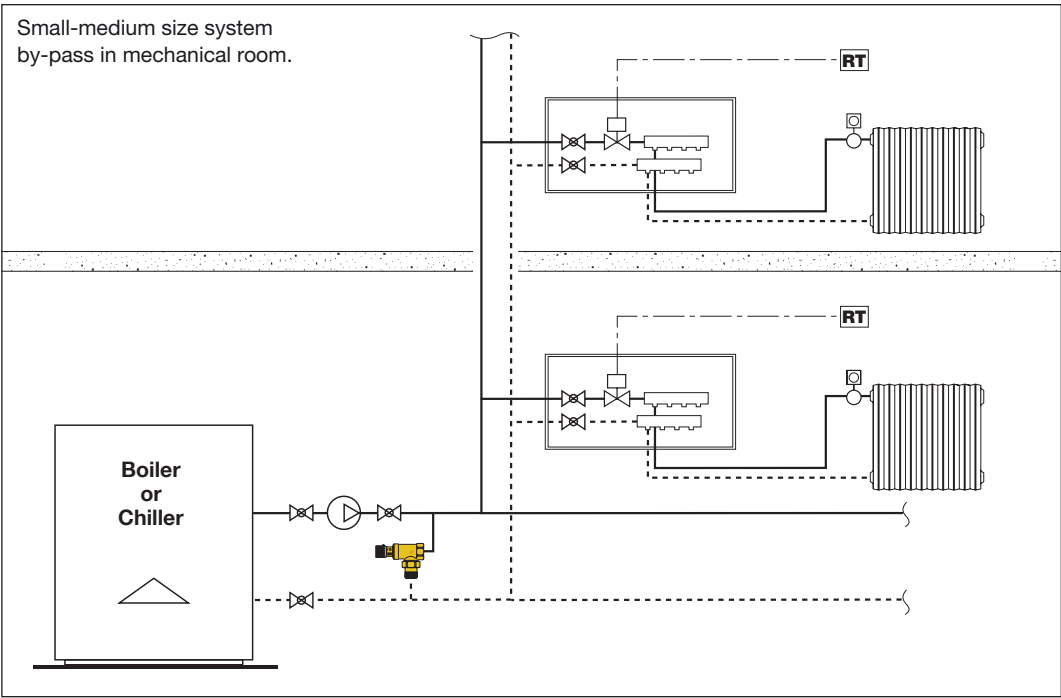 Small-medium size system
by-pass in mechanical room.
RT
RT
Boiler
or
Chiller